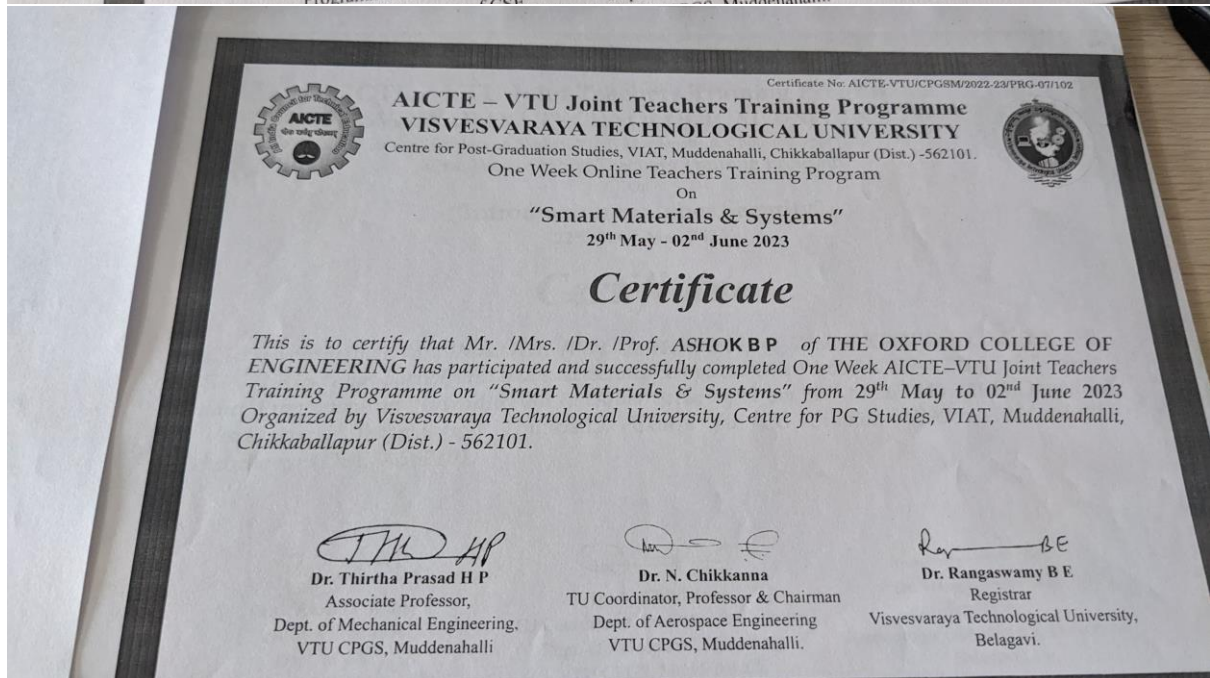 Certificate No: AICTE-VTU/CPGSM/2022-23/PRG-07/102
AICTE
AICTE – VTU Joint Teachers Training Programme
VISVESVARAYA TECHNOLOGICAL UNIVERSITY
Centre for Post-Graduation Studies, VIAT, Muddenahalli, Chikkaballapur (Dist.) -562101.
One Week Online Teachers Training Program
On
“Smart Materials & Systems”
29th May - 02nd June 2023
Certificate
This is to certify that Mr. /Mrs. /Dr. /Prof. ASHOK B P of THE OXFORD COLLEGE OF
ENGINEERING has participated and successfully completed One Week AICTE–VTU Joint Teachers
Training Programme on “Smart Materials & Systems” from 29th May to 02nd June 2023
Organized by Visvesvaraya Technological University, Centre for PG Studies, VIAT, Muddenahalli,
Chikkaballapur (Dist.) - 562101.
Dr. Thirtha Prasad H P
Associate Professor,
Dept. of Mechanical Engineering,
VTU CPGS, Muddenahalli
Dr. N. Chikkanna
TU Coordinator, Professor & Chairman
Dept. of Aerospace Engineering
VTU CPGS, Muddenahalli.
Dr. Rangaswamy B E
Registrar
Visvesvaraya Technological University,
Belagavi.